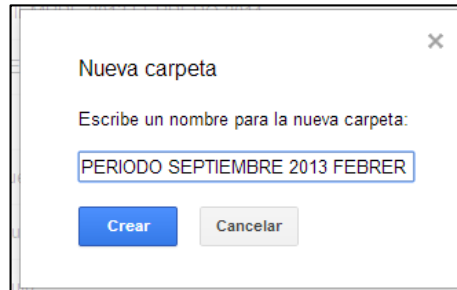 Nueva carpeta
Escribe un nombre para la nueva carpeta:
PERIODO SEPTIEMBRE 2013 FEBRER
Crear
Cancelar